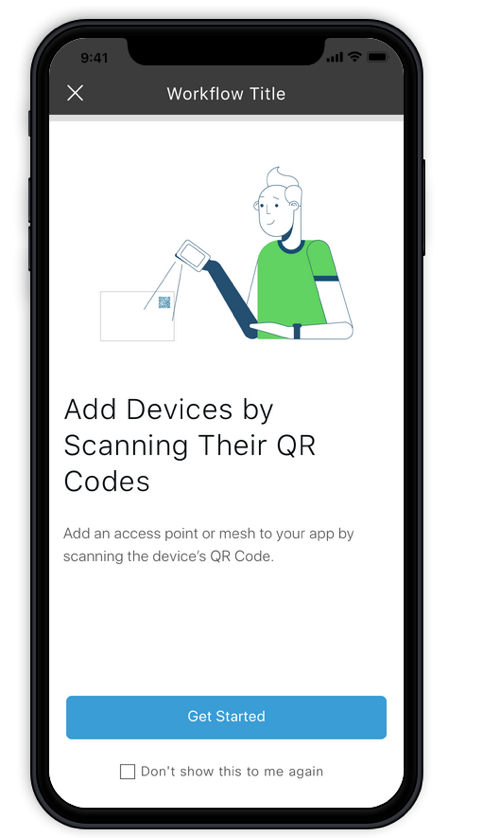 9:41
Workflow Title
Add Devices by
Scanning Their QR
Codes
Add an access point or mesh to your app by
scanning the device's QR Code.
Get Started
Don't show this to me again